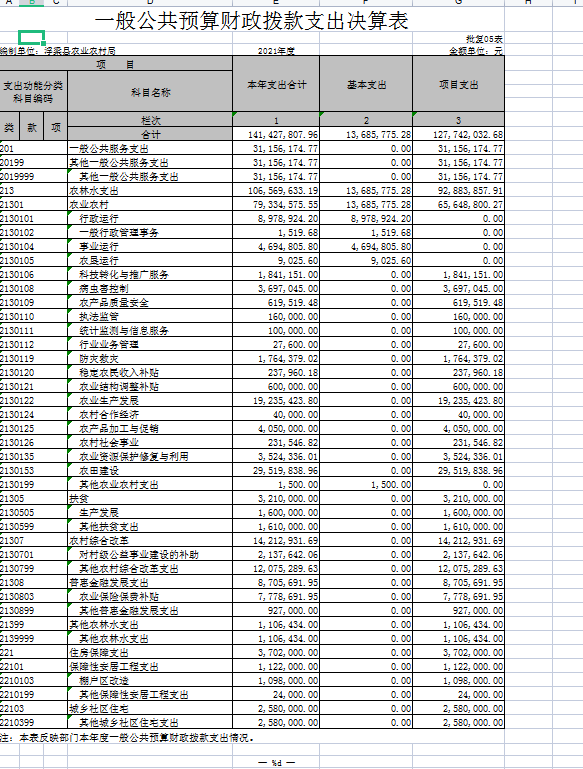 A B C D E F G H I
一般公共预算财政拨款支出决算表
批复05表
编制单位：浮梁县农业农村局 2021年度 金额单位：元
项 目 本年支出合计 基本支出 项目支出
支出功能分类科目编码 科目名称
类 款 项 栏次 1 2 3
合计 141,427,807.96 13,685,775.28 127,742,032.68
201 一般公共服务支出 31,156,174.77 0.00 31,156,174.77
20199 其他一般公共服务支出 31,156,174.77 0.00 31,156,174.77
2019999 其他一般公共服务支出 31,156,174.77 0.00 31,156,174.77
213 农林水支出 106,569,633.19 13,685,775.28 92,883,857.91
21301 农业农村 79,334,575.55 13,685,775.28 65,648,800.27
2130101 行政运行 8,978,924.20 8,978,924.20 0.00
2130102 一般行政管理事务 1,519.68 1,519.68 0.00
2130104 事业运行 4,694,805.80 4,694,805.80 0.00
2130105 农垦运行 9,025.60 9,025.60 0.00
2130106 科技转化与推广服务 1,841,151.00 0.00 1,841,151.00
2130108 病虫害控制 3,697,045.00 0.00 3,697,045.00
2130109 农产品质量安全 619,519.48 0.00 619,519.48
2130110 执法监管 160,000.00 0.00 160,000.00
2130111 统计监测与信息服务 100,000.00 0.00 100,000.00
2130112 行业业务管理 27,600.00 0.00 27,600.00
2130119 防灾救灾 1,764,379.02 0.00 1,764,379.02
2130120 稳定农民收入补贴 237,960.18 0.00 237,960.18
2130121 农业结构调整补贴 600,000.00 0.00 600,000.00
2130122 农业生产发展 19,235,423.80 0.00 19,235,423.80
2130124 农村合作经济 40,000.00 0.00 40,000.00
2130125 农产品加工与促销 4,050,000.00 0.00 4,050,000.00
2130126 农村社会事业 231,546.82 0.00 231,546.82
2130135 农业资源保护修复与利用 3,524,336.01 0.00 3,524,336.01
2130153 农田建设 29,519,838.96 0.00 29,519,838.96
2130199 其他农业农村支出 1,500.00 1,500.00 0.00
21305 扶贫 3,210,000.00 0.00 3,210,000.00
2130505 生产发展 1,600,000.00 0.00 1,600,000.00
2130599 其他扶贫支出 1,610,000.00 0.00 1,610,000.00
21307 农村综合改革 14,212,931.69 0.00 14,212,931.69
2130701 对村级公益事业建设的补助 2,137,642.06 0.00 2,137,642.06
2130799 其他农村综合改革支出 12,075,289.63 0.00 12,075,289.63
21308 普惠金融发展支出 8,705,691.95 0.00 8,705,691.95
2130803 农业保险保费补贴 7,778,691.95 0.00 7,778,691.95
2130899 其他普惠金融发展支出 927,000.00 0.00 927,000.00
21399 其他农林水支出 1,106,434.00 0.00 1,106,434.00
2139999 其他农林水支出 1,106,434.00 0.00 1,106,434.00
221 住房保障支出 3,702,000.00 0.00 3,702,000.00
22101 保障性安居工程支出 1,122,000.00 0.00 1,122,000.00
2210103 棚户区改造 1,098,000.00 0.00 1,098,000.00
2210199 其他保障性安居工程支出 24,000.00 0.00 24,000.00
22103 城乡社区住宅 2,580,000.00 0.00 2,580,000.00
2210399 其他城乡社区住宅支出 2,580,000.00 0.00 2,580,000.00
注：本表反映部门本年度一般公共预算财政拨款支出情况。
— %d —